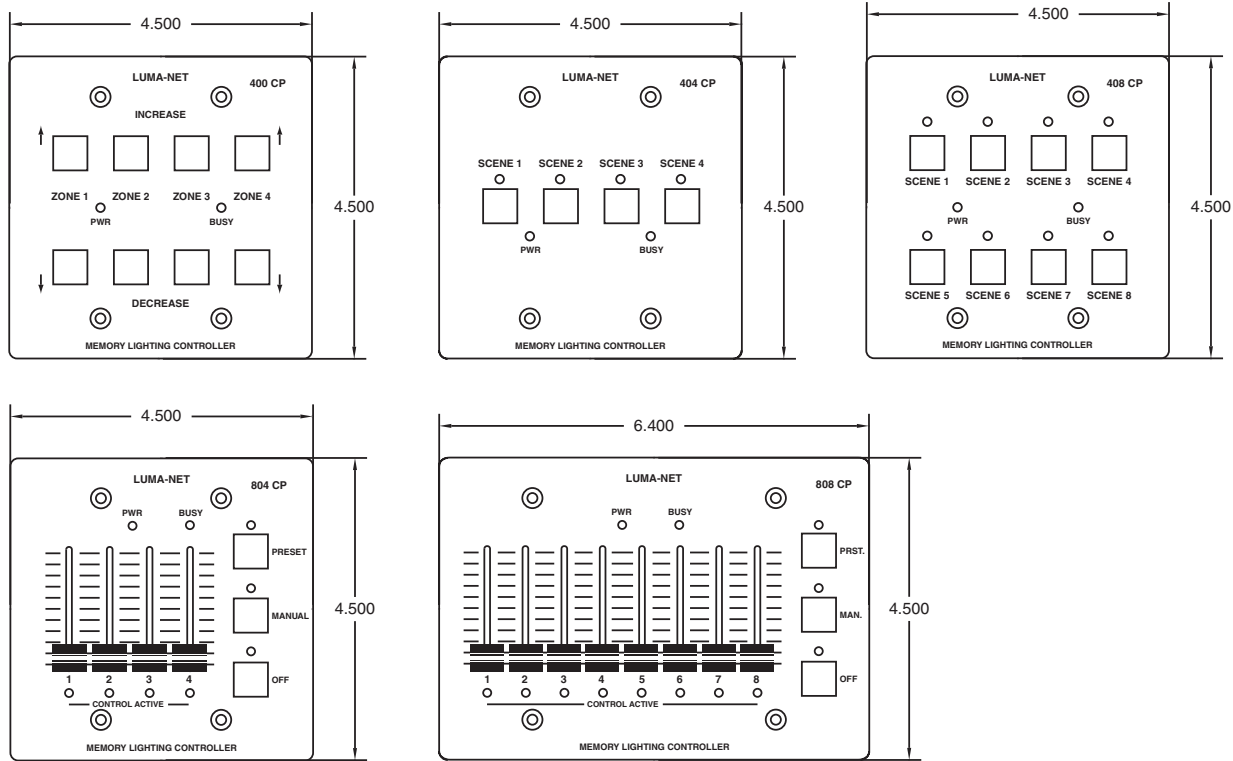 4.500
LUMA-NET
400 CP
INCREASE
ZONE 1 ZONE 2 ZONE 3 ZONE 4
PWR BUSY
DECREASE
MEMORY LIGHTING CONTROLLER
4.500
4.500
LUMA-NET
404 CP
SCENE 1 SCENE 2 SCENE 3 SCENE 4
PWR BUSY
MEMORY LIGHTING CONTROLLER
4.500
4.500
LUMA-NET
408 CP
SCENE 1 SCENE 2 SCENE 3 SCENE 4
PWR BUSY
SCENE 5 SCENE 6 SCENE 7 SCENE 8
MEMORY LIGHTING CONTROLLER
4.500
4.500
LUMA-NET
804 CP
PWR BUSY
PRESET
MANUAL
OFF
1 2 3 4
CONTROL ACTIVE
MEMORY LIGHTING CONTROLLER
4.500
6.400
LUMA-NET
808 CP
PWR BUSY
PRST.
MAN.
OFF
1 2 3 4 5 6 7 8
CONTROL ACTIVE
MEMORY LIGHTING CONTROLLER
4.500